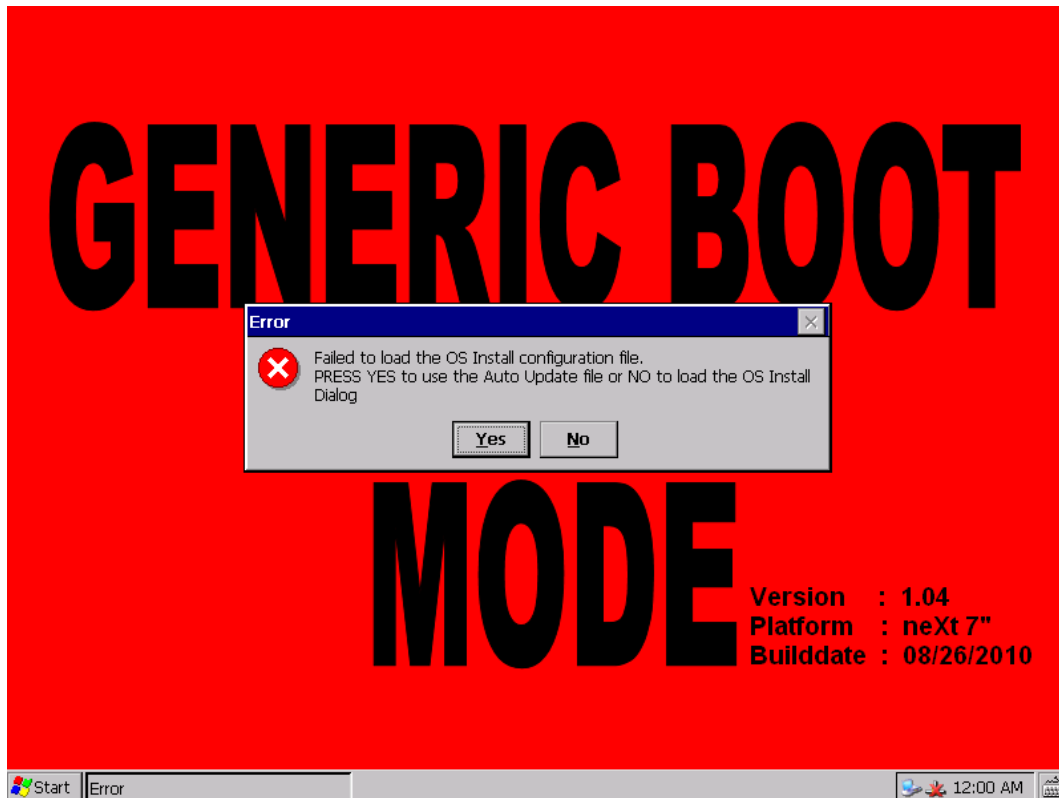 GENERIC BOOT
Error
Failed to load the OS Install configuration file.
PRESS YES to use the Auto Update file or NO to load the OS Install
Dialog
Yes
No
MODE
Version : 1.04
Platform : neXt 7"
Builddate : 08/26/2010
Start
Error
12:00 AM